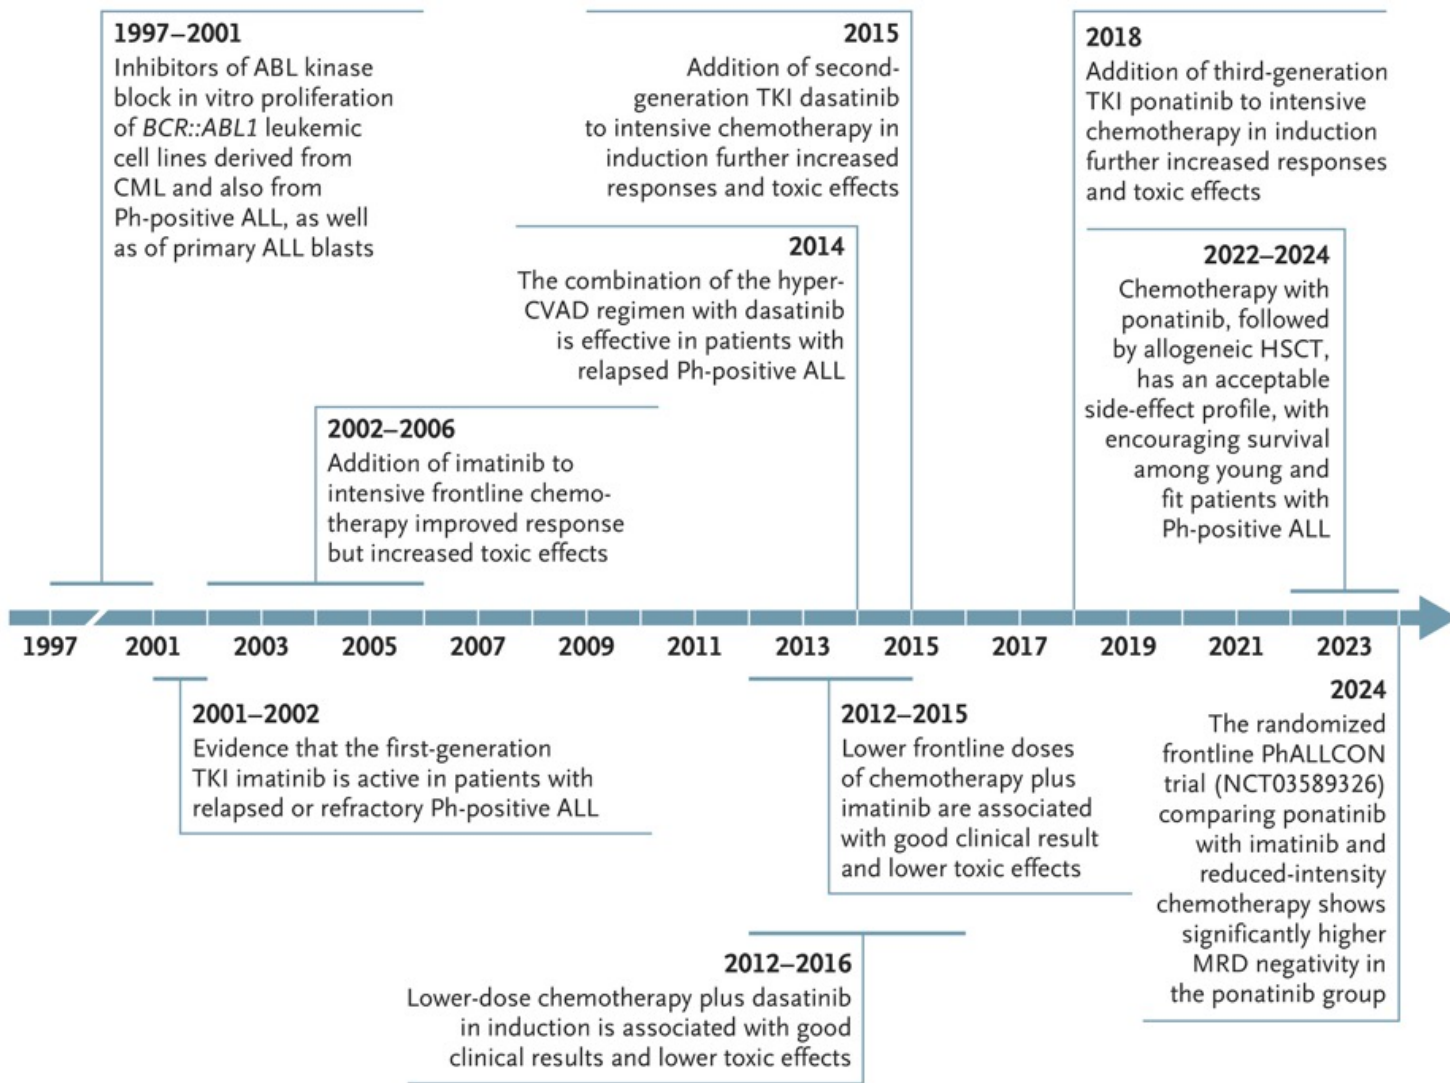 1997–2001
Inhibitors of ABL kinase
block in vitro proliferation
of BCR::ABL1 leukemic
cell lines derived from
CML and also from
Ph-positive ALL, as well
as of primary ALL blasts
2015
Addition of second-
generation TKI dasatinib
to intensive chemotherapy in
induction further increased
responses and toxic effects
2018
Addition of third-generation
TKI ponatinib to intensive
chemotherapy in induction
further increased responses
and toxic effects
2014
The combination of the hyper-
CVAD regimen with dasatinib
is effective in patients with
relapsed Ph-positive ALL
2022–2024
Chemotherapy with
ponatinib, followed
by allogeneic HSCT,
has an acceptable
side-effect profile, with
encouraging survival
among young and
fit patients with
Ph-positive ALL
2002–2006
Addition of imatinib to
intensive frontline chemo-
therapy improved response
but increased toxic effects
1997 2001 2003 2005 2007 2009 2011 2013 2015 2017 2019 2021 2023
2001–2002
Evidence that the first-generation
TKI imatinib is active in patients with
relapsed or refractory Ph-positive ALL
2012–2015
Lower frontline doses
of chemotherapy plus
imatinib are associated
with good clinical result
and lower toxic effects
2024
The randomized
frontline PhALLCON
trial (NCT03589326)
comparing ponatinib
with imatinib and
reduced-intensity
chemotherapy shows
significantly higher
MRD negativity in
the ponatinib group
2012–2016
Lower-dose chemotherapy plus dasatinib
in induction is associated with good
clinical results and lower toxic effects